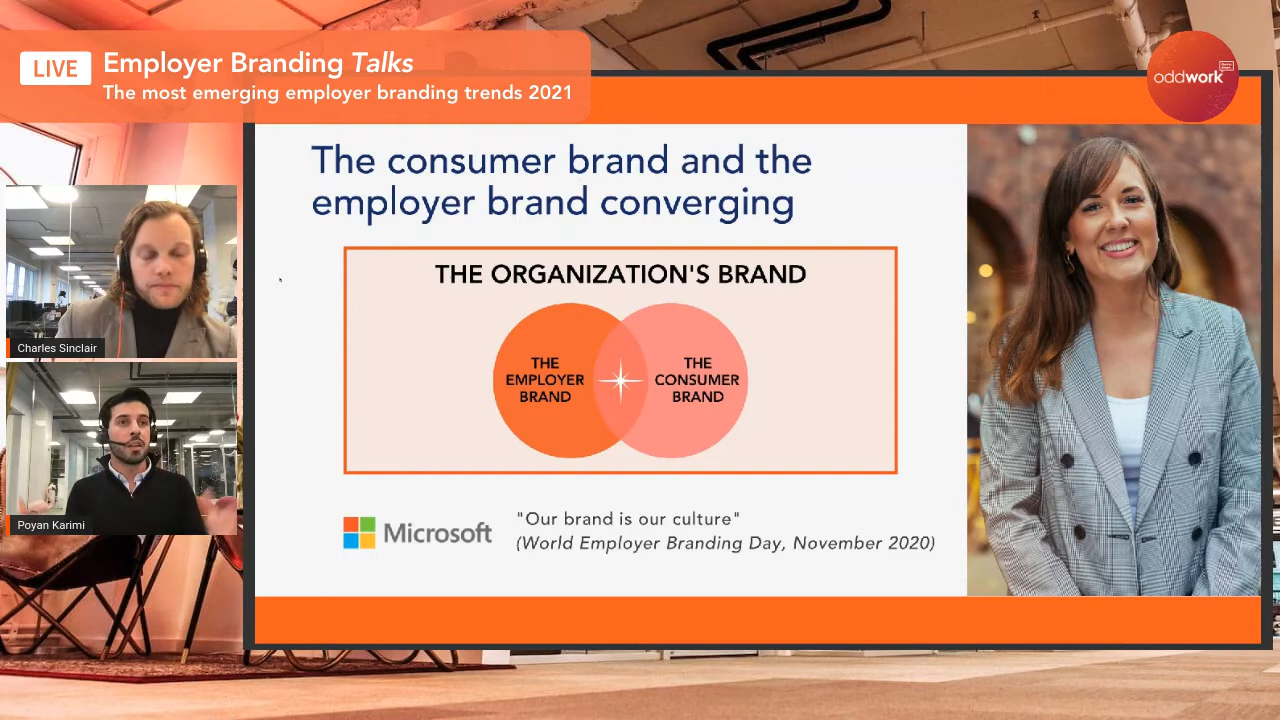 LIVE
Employer Branding Talks
The most emerging employer branding trends 2021
oddwork
The consumer brand and the
employer brand converging
THE ORGANIZATION'S BRAND
THE
EMPLOYER
BRAND
THE
CONSUMER
BRAND
Microsoft
"Our brand is our culture"
(World Employer Branding Day, November 2020)
Charles Sinclair
Poyan Karimi